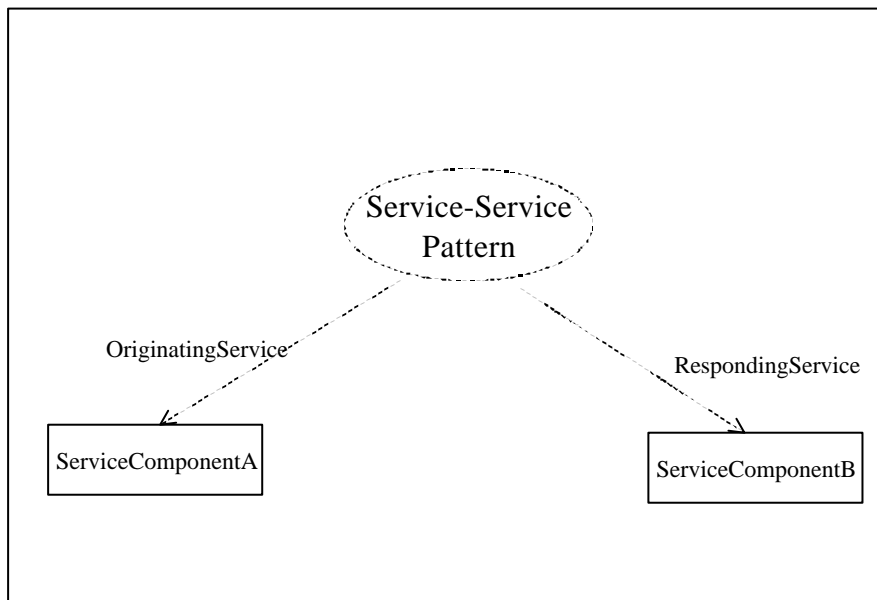 Service-Service
Pattern
OriginatingService
RespondingService
ServiceComponentA
ServiceComponentB